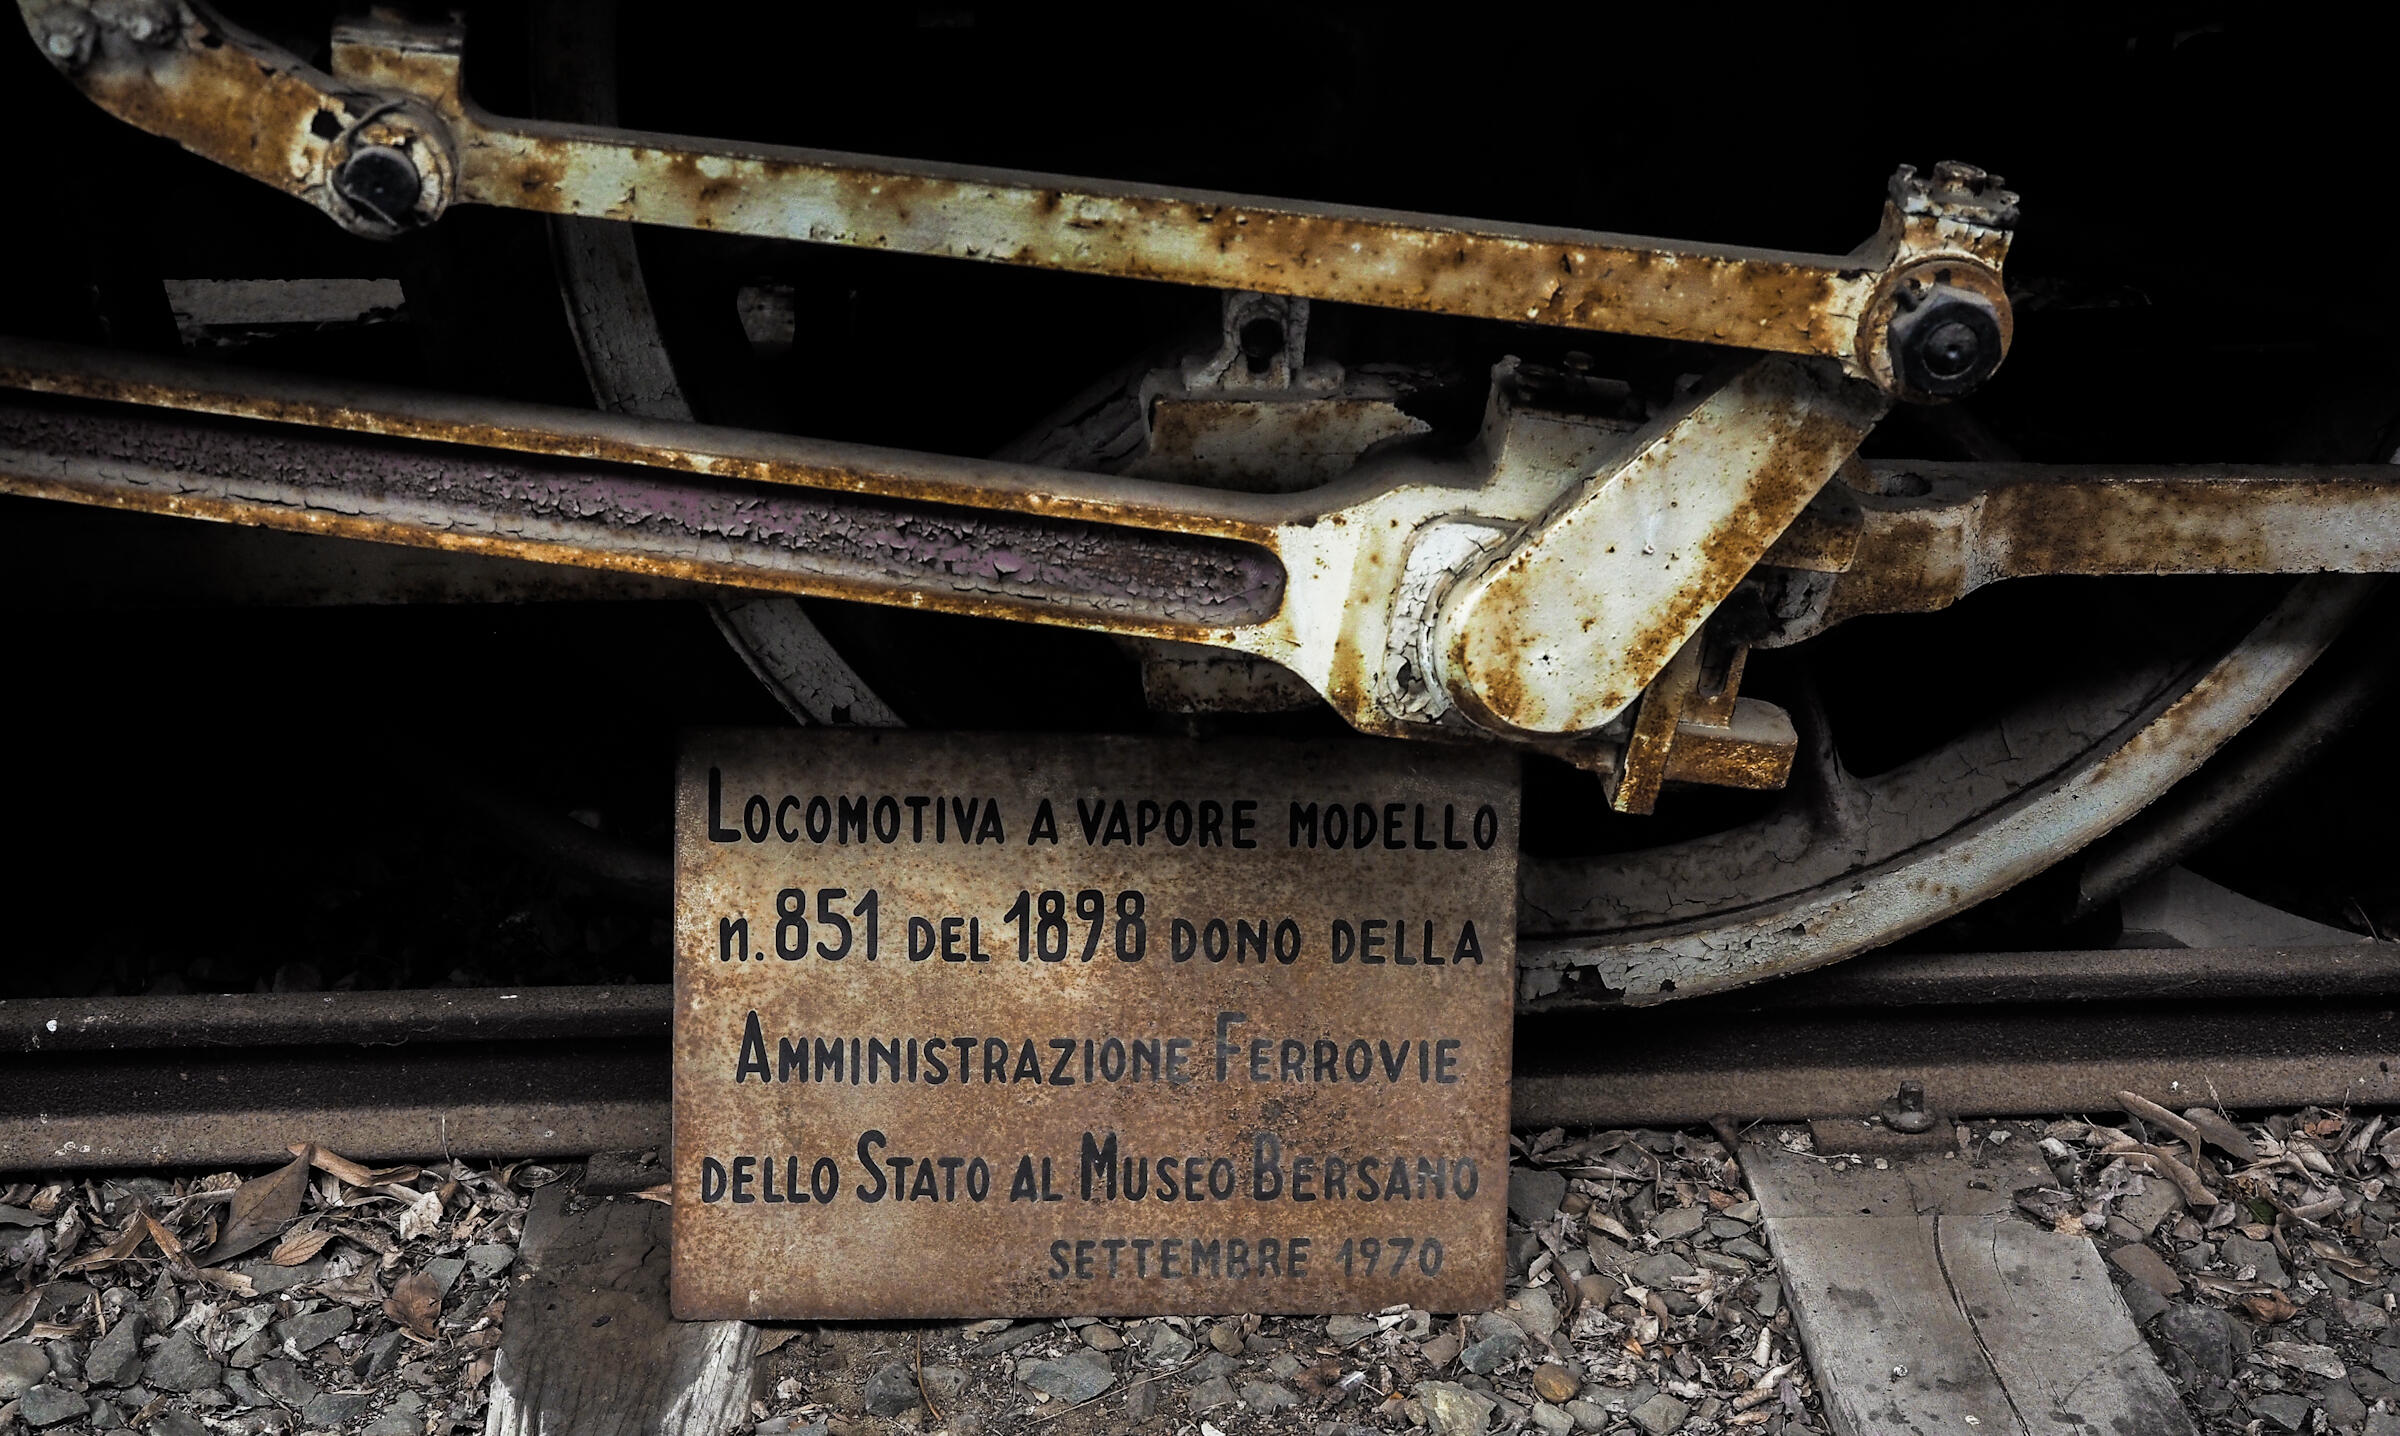 LOCOMOTIVA A VAPORE MODELLO
n. 851 DEL 1898 DONO DELLA
AMMINISTRAZIONE FERROVIE
DELLO STATO AL MUSEO BERSANO
SETTEMBRE 1970